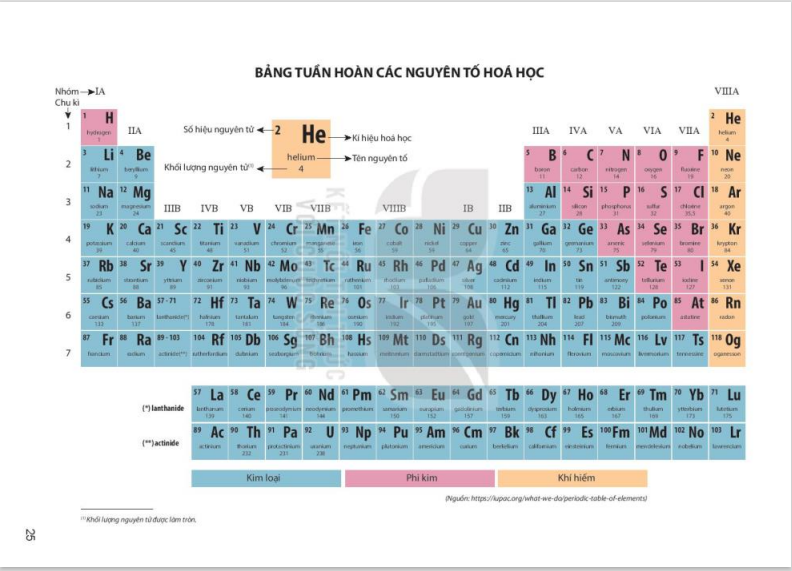 BẢNG TUẦN HOÀN CÁC NGUYÊN TỐ HOÁ HỌC
Nhóm IA VIIIA
Chu kì
1 1 H hydrogen 1 2 He helium 4
IIA IIIA IVA VA VIA VIIA
Số hiệu nguyên tử 2 He Kí hiệu hoá học
helium Tên nguyên tố
Khối lượng nguyên tử(1) 4
2 3 Li lithium 7 4 Be beryllium 9 5 B boron 11 6 C carbon 12 7 N nitrogen 14 8 O oxygen 16 9 F fluorine 19 10 Ne neon 20
3 11 Na sodium 23 12 Mg magnesium 24 13 Al aluminium 27 14 Si silicon 28 15 P phosphorus 31 16 S sulfur 32 17 Cl chlorine 35,5 18 Ar argon 40
IIIB IVB VB VIB VIIB VIIIB IB IIB
4 19 K potassium 39 20 Ca calcium 40 21 Sc scandium 45 22 Ti titanium 48 23 V vanadium 51 24 Cr chromium 52 25 Mn 26 Fe iron 56 27 Co cobalt 28 Ni nickel 59 29 Cu copper 64 30 Zn zinc 65 31 Ga gallium 70 32 Ge germanium 73 33 As arsenic 75 34 Se selenium 79 35 Br bromine 80 36 Kr krypton 84
5 37 Rb rubidium 85 38 Sr strontium 88 39 Y yttrium 89 40 Zr zirconium 91 41 Nb niobium 93 42 Mo 43 Tc 44 Ru ruthenium 101 45 Rh 46 Pd 47 Ag silver 108 48 Cd cadmium 112 49 In indium 115 50 Sn tin 119 51 Sb antimony 122 52 Te tellurium 128 53 I iodine 127 54 Xe xenon 131
6 55 Cs cesium 133 56 Ba barium 137 57-71 lanthanide(*) 72 Hf hafnium 178 73 Ta tantalum 181 74 W tungsten 184 75 Re 76 Os osmium 190 77 Ir iridium 192 78 Pt 79 Au gold 197 80 Hg mercury 201 81 Tl thallium 204 82 Pb lead 207 83 Bi bismuth 209 84 Po polonium 85 At astatine 86 Rn radon
7 87 Fr francium 88 Ra radium 89-103 actinide(**) 104 Rf rutherfordium 105 Db dubnium 106 Sg seaborgium 107 Bh 108 Hs hassium 109 Mt 110 Ds 111 Rg 112 Cn copernicium 113 Nh nihonium 114 Fl flerovium 115 Mc moscovium 116 Lv livermorium 117 Ts tennessine 118 Og oganesson
(*) lanthanide 57 La lanthanum 139 58 Ce cerium 140 59 Pr praseodymium 141 60 Nd neodymium 144 61 Pm promethium 62 Sm samarium 150 63 Eu europium 152 64 Gd gadolinium 157 65 Tb terbium 159 66 Dy dysprosium 163 67 Ho holmium 165 68 Er erbium 167 69 Tm thulium 169 70 Yb ytterbium 173 71 Lu lutetium 175
(**) actinide 89 Ac actinium 90 Th thorium 232 91 Pa protactinium 231 92 U uranium 238 93 Np neptunium 94 Pu plutonium 95 Am americium 96 Cm curium 97 Bk berkelium 98 Cf californium 99 Es einsteinium 100 Fm fermium 101 Md mendelevium 102 No nobelium 103 Lr lawrencium
Kim loại Phi kim Khí hiếm
(Nguồn: https://iupac.org/what-we-do/periodic-table-of-elements)
(1) Khối lượng nguyên tử được làm tròn.
25
KẾT NỐI TRI THỨC
VỚI CUỘC SỐNG